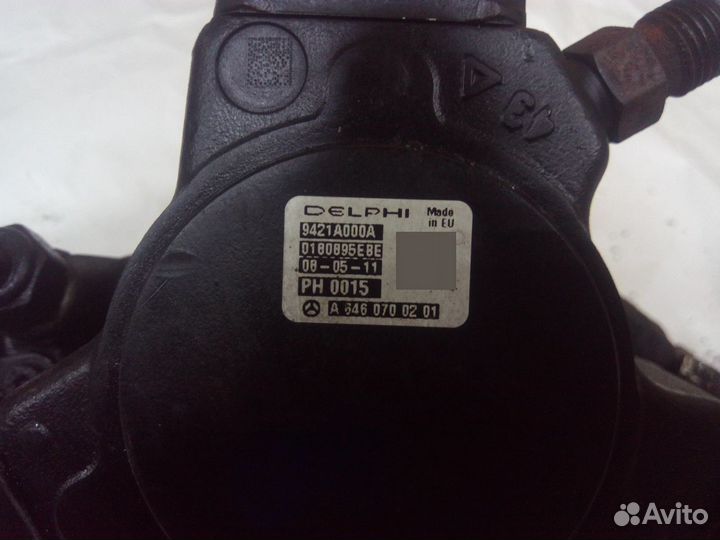 DELPHI Made in EU
9421A000A
0180895EBE
08-05-11
PH 0015
A 646 070 02 01
Avito